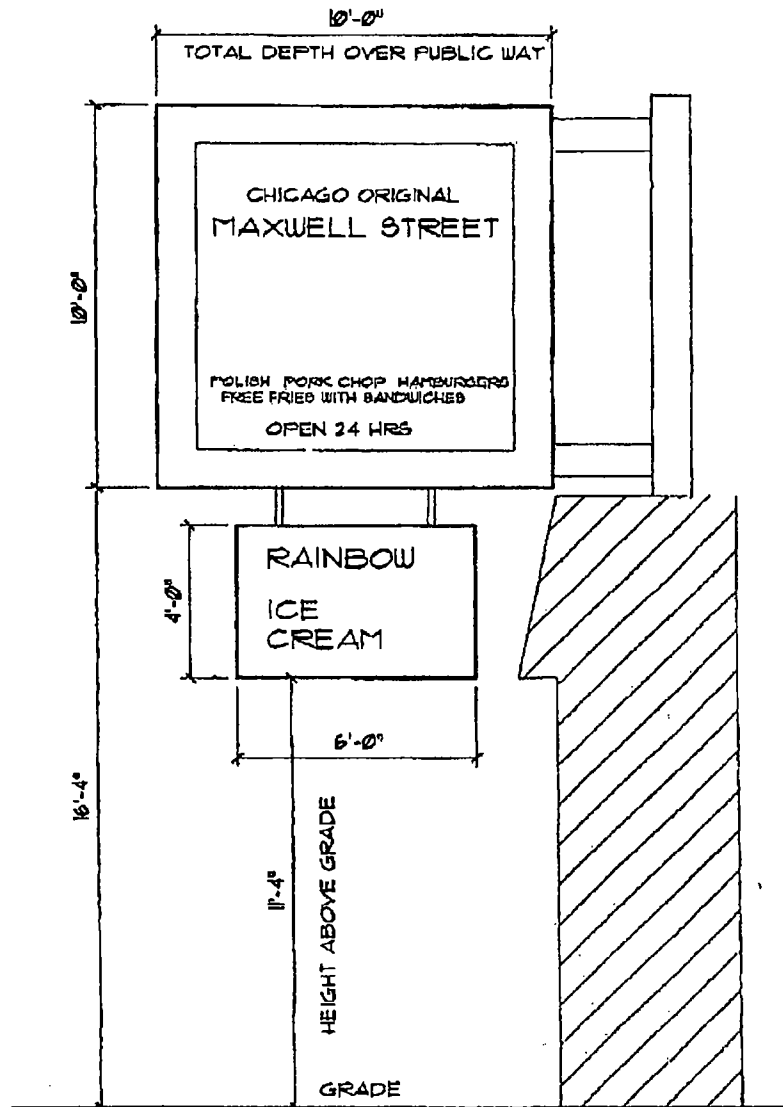 10'-0"
TOTAL DEPTH OVER PUBLIC WAY
CHICAGO ORIGINAL
MAXWELL STREET
10'-0"
POLISH PORK CHOP HAMBURGERS
FREE FRIES WITH SANDWICHES
OPEN 24 HRS
RAINBOW
ICE
CREAM
4'-0"
6'-0"
16'-4"
11'-4"
HEIGHT ABOVE GRADE
GRADE